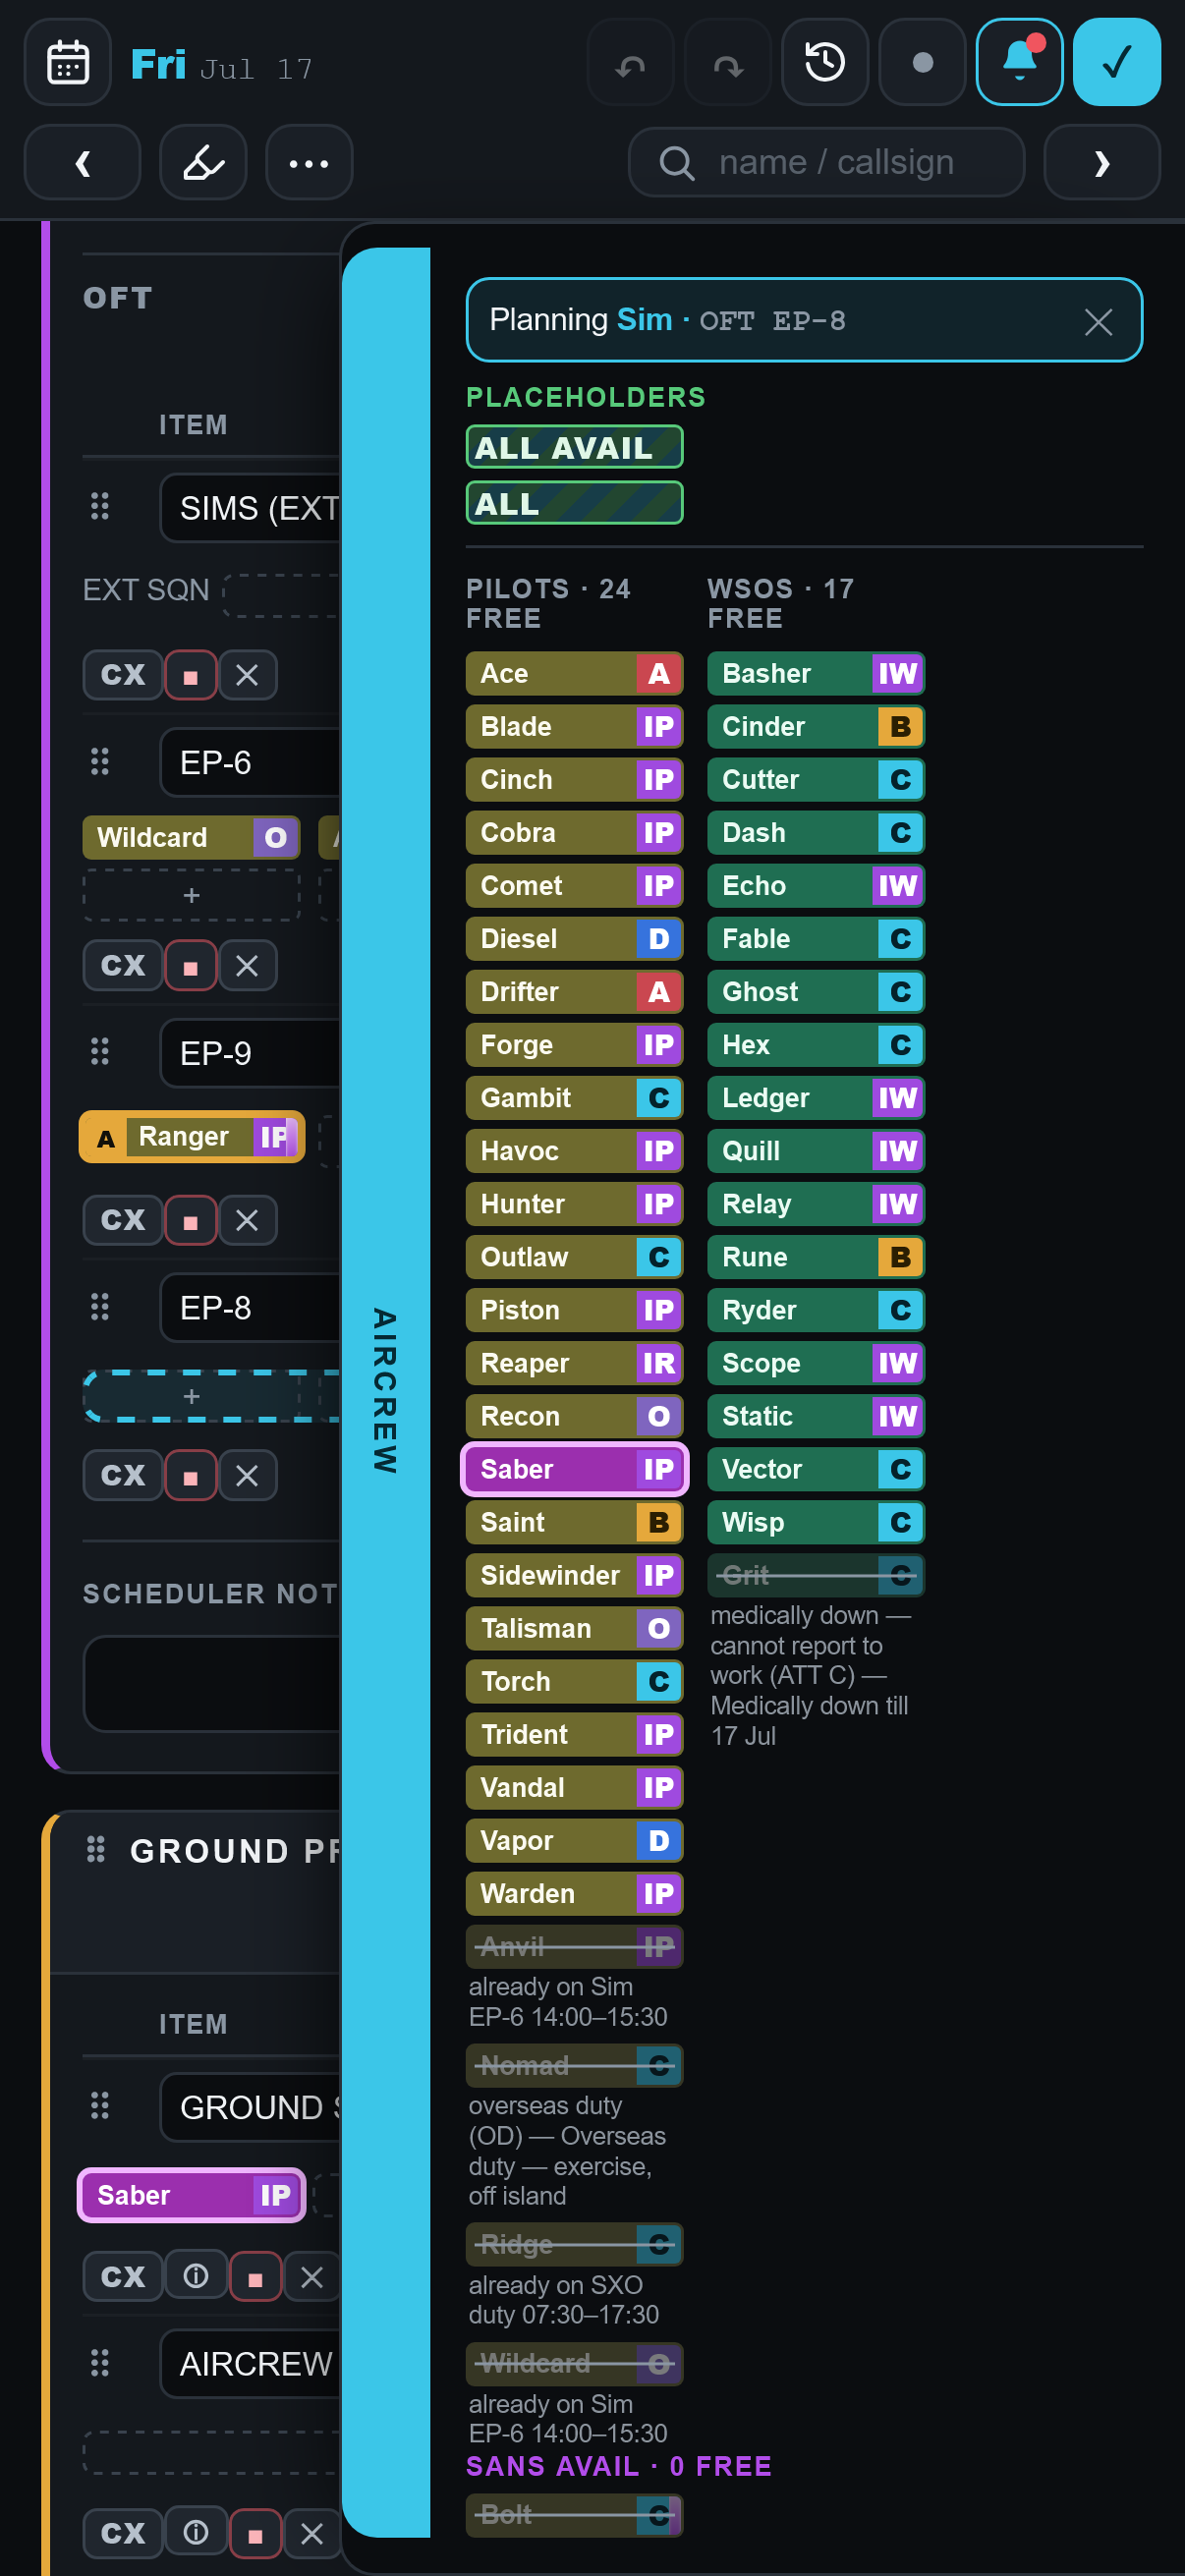 Fri Jul 17
name / callsign
OFT
ITEM
SIMS (EXT
EXT SQN
CX
EP-6
Wildcard O
+
CX
EP-9
A Ranger IP
CX
EP-8
+
CX
SCHEDULER NOT
GROUND PR
ITEM
GROUND S
Saber IP
CX
AIRCREW
CX
AIRCREW
Planning Sim · OFT EP-8
PLACEHOLDERS
ALL AVAIL
ALL
PILOTS · 24
FREE
Ace A
Blade IP
Cinch IP
Cobra IP
Comet IP
Diesel D
Drifter A
Forge IP
Gambit C
Havoc IP
Hunter IP
Outlaw C
Piston IP
Reaper IR
Recon O
Saber IP
Saint B
Sidewinder IP
Talisman O
Torch C
Trident IP
Vandal IP
Vapor D
Warden IP
Anvil IP
already on Sim
EP-6 14:00–15:30
Nomad C
overseas duty
(OD) — Overseas
duty — exercise,
off island
Ridge C
already on SXO
duty 07:30–17:30
Wildcard O
already on Sim
EP-6 14:00–15:30
WSOS · 17
FREE
Basher IW
Cinder B
Cutter C
Dash C
Echo IW
Fable C
Ghost C
Hex C
Ledger IW
Quill IW
Relay IW
Rune B
Ryder C
Scope IW
Static IW
Vector C
Wisp C
Grit C
medically down —
cannot report to
work (ATT C) —
Medically down till
17 Jul
SANS AVAIL · 0 FREE
Bolt C